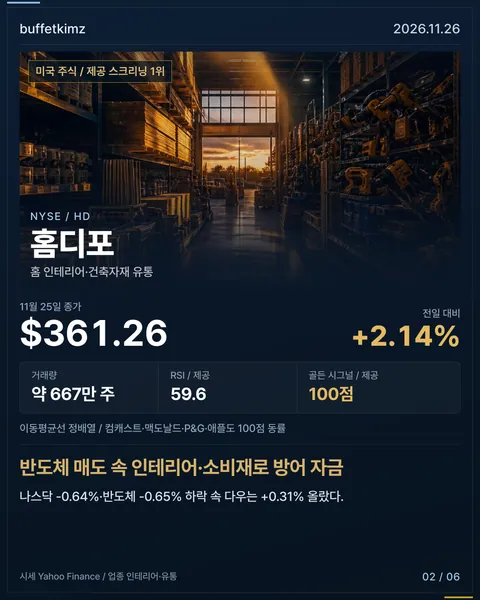 buffetkimz
2026.11.26
미국 주식 / 제공 스크리닝 1위
NYSE / HD
홈디포
홈 인테리어·건축자재 유통
11월 25일 종가
$361.26
전일 대비
+2.14%
거래량
약 667만 주
RSI / 제공
59.6
골든 시그널 / 제공
100점
이동평균선 정배열 / 컴캐스트·맥도날드·P&G·애플도 100점 동률
반도체 매도 속 인테리어·소비재로 방어 자금
나스닥 -0.64%·반도체 -0.65% 하락 속 다우는 +0.31% 올랐다.
시세 Yahoo Finance / 업종 인테리어·유통
02 / 06